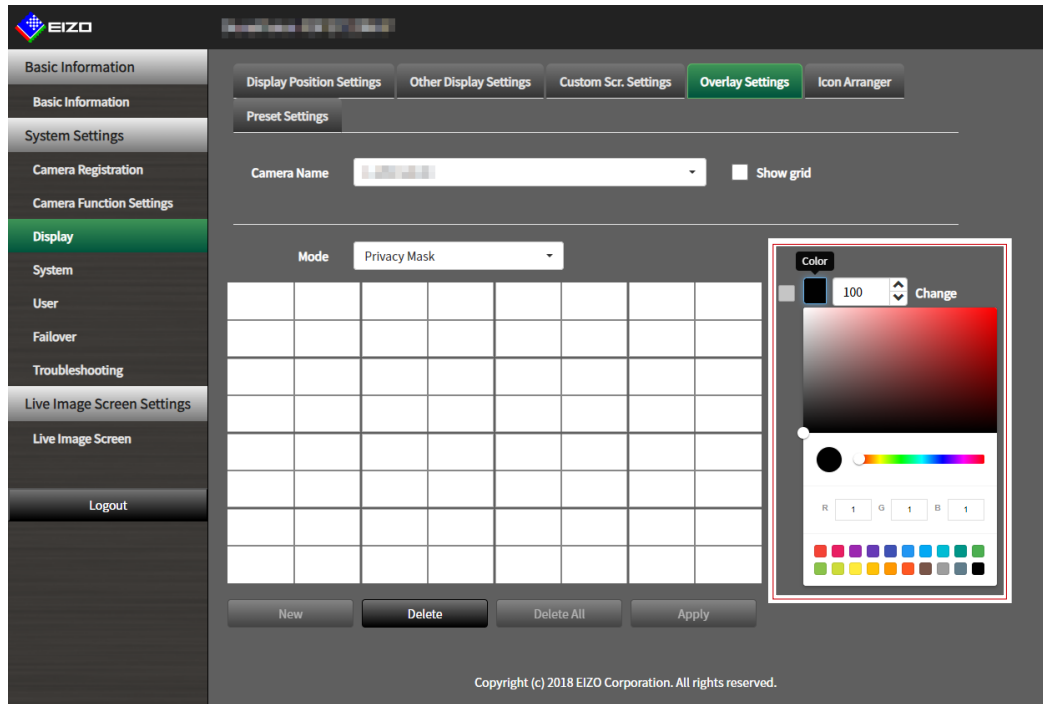 EIZO
Basic Information
Basic Information
System Settings
Camera Registration
Camera Function Settings
Display
System
User
Failover
Troubleshooting
Live Image Screen Settings
Live Image Screen
Logout
Display Position Settings Other Display Settings Custom Scr. Settings Overlay Settings Icon Arranger
Preset Settings
Camera Name Show grid
Mode Privacy Mask
Color
100 Change
R 1 G 1 B 1
New Delete Delete All Apply
Copyright (c) 2018 EIZO Corporation. All rights reserved.